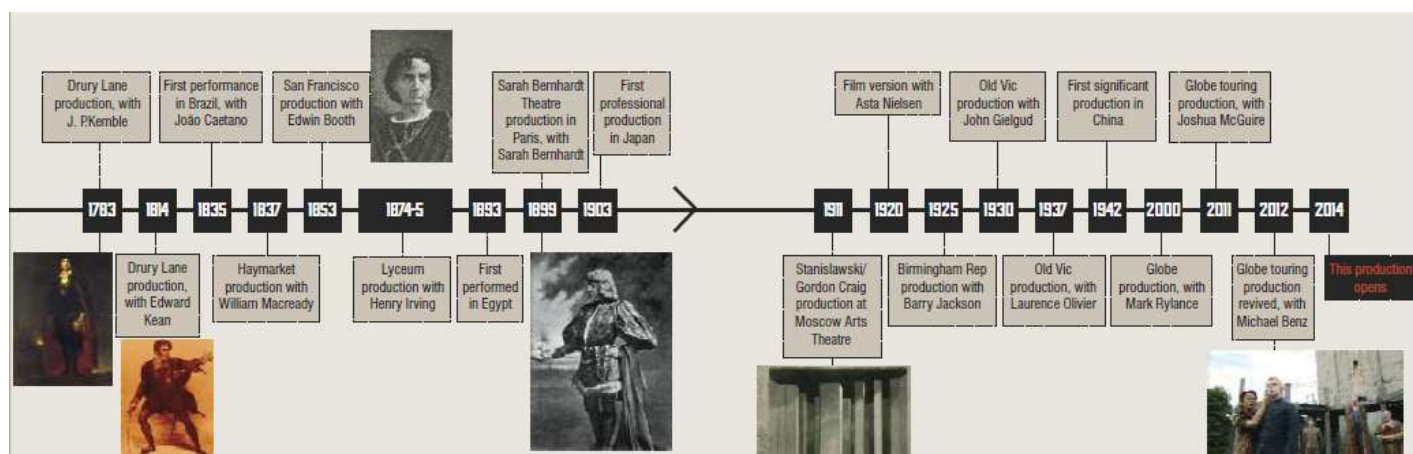 Drury Lane
production, with
J. P.Kemble
First performance
in Brazil, with
João Caetano
San Francisco
production with
Edwin Booth
Sarah Bernhardt
Theatre
production in
Paris, with
Sarah Bernhardt
First
professional
production
in Japan
Film version with
Asta Nielsen
Old Vic
production with
John Gielgud
First significant
production in
China
Globe touring
production, with
Joshua McGuire
1783
1814
1835
1837
1853
1874-5
1893
1899
1903
1911
1920
1925
1930
1937
1942
2000
2011
2012
2014
Drury Lane
production,
with Edward
Kean
Haymarket
production with
William Macready
Lyceum
production with
Henry Irving
First
performed
in Egypt
Stanislawski/
Gordon Craig
production at
Moscow Arts
Theatre
Birmingham Rep
production with
Barry Jackson
Old Vic
production, with
Laurence Olivier
Globe
production, with
Mark Rylance
Globe touring
production
revived, with
Michael Benz
This production
opens